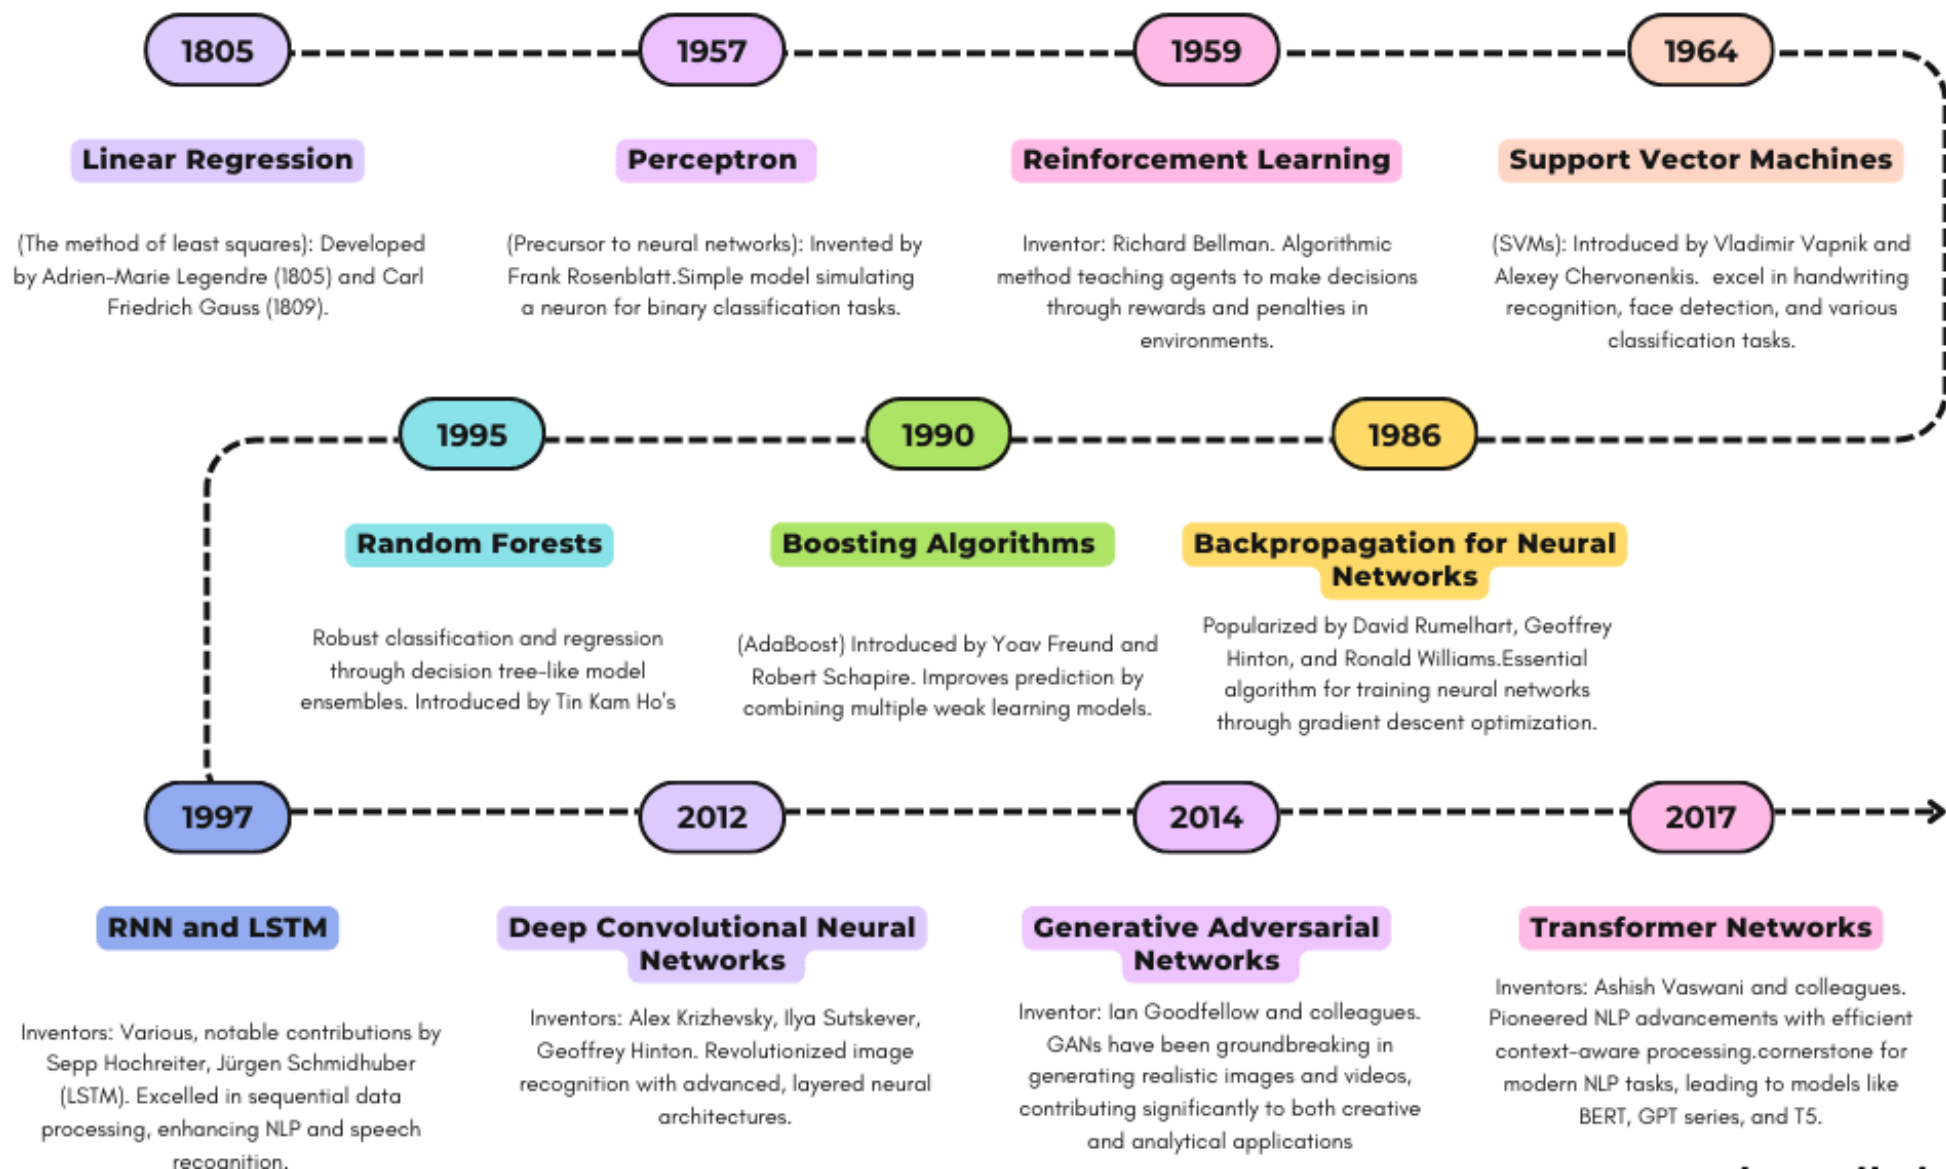 1805
1957
1959
1964
Linear Regression
(The method of least squares): Developed
by Adrien-Marie Legendre (1805) and Carl
Friedrich Gauss (1809).
Perceptron
(Precursor to neural networks): Invented by
Frank Rosenblatt.Simple model simulating
a neuron for binary classification tasks.
Reinforcement Learning
Inventor: Richard Bellman. Algorithmic
method teaching agents to make decisions
through rewards and penalties in
environments.
Support Vector Machines
(SVMs): Introduced by Vladimir Vapnik and
Alexey Chervonenkis.  excel in handwriting
recognition, face detection, and various
classification tasks.
1995
1990
1986
Random Forests
Robust classification and regression
through decision tree-like model
ensembles. Introduced by Tin Kam Ho's
Boosting Algorithms
(AdaBoost) Introduced by Yoav Freund and
Robert Schapire. Improves prediction by
combining multiple weak learning models.
Backpropagation for Neural
Networks
Popularized by David Rumelhart, Geoffrey
Hinton, and Ronald Williams.Essential
algorithm for training neural networks
through gradient descent optimization.
1997
2012
2014
2017
RNN and LSTM
Inventors: Various, notable contributions by
Sepp Hochreiter, Jürgen Schmidhuber
(LSTM). Excelled in sequential data
processing, enhancing NLP and speech
recognition.
Deep Convolutional Neural
Networks
Inventors: Alex Krizhevsky, Ilya Sutskever,
Geoffrey Hinton. Revolutionized image
recognition with advanced, layered neural
architectures.
Generative Adversarial
Networks
Inventor: Ian Goodfellow and colleagues.
GANs have been groundbreaking in
generating realistic images and videos,
contributing significantly to both creative
and analytical applications
Transformer Networks
Inventors: Ashish Vaswani and colleagues.
Pioneered NLP advancements with efficient
context-aware processing.cornerstone for
modern NLP tasks, leading to models like
BERT, GPT series, and T5.